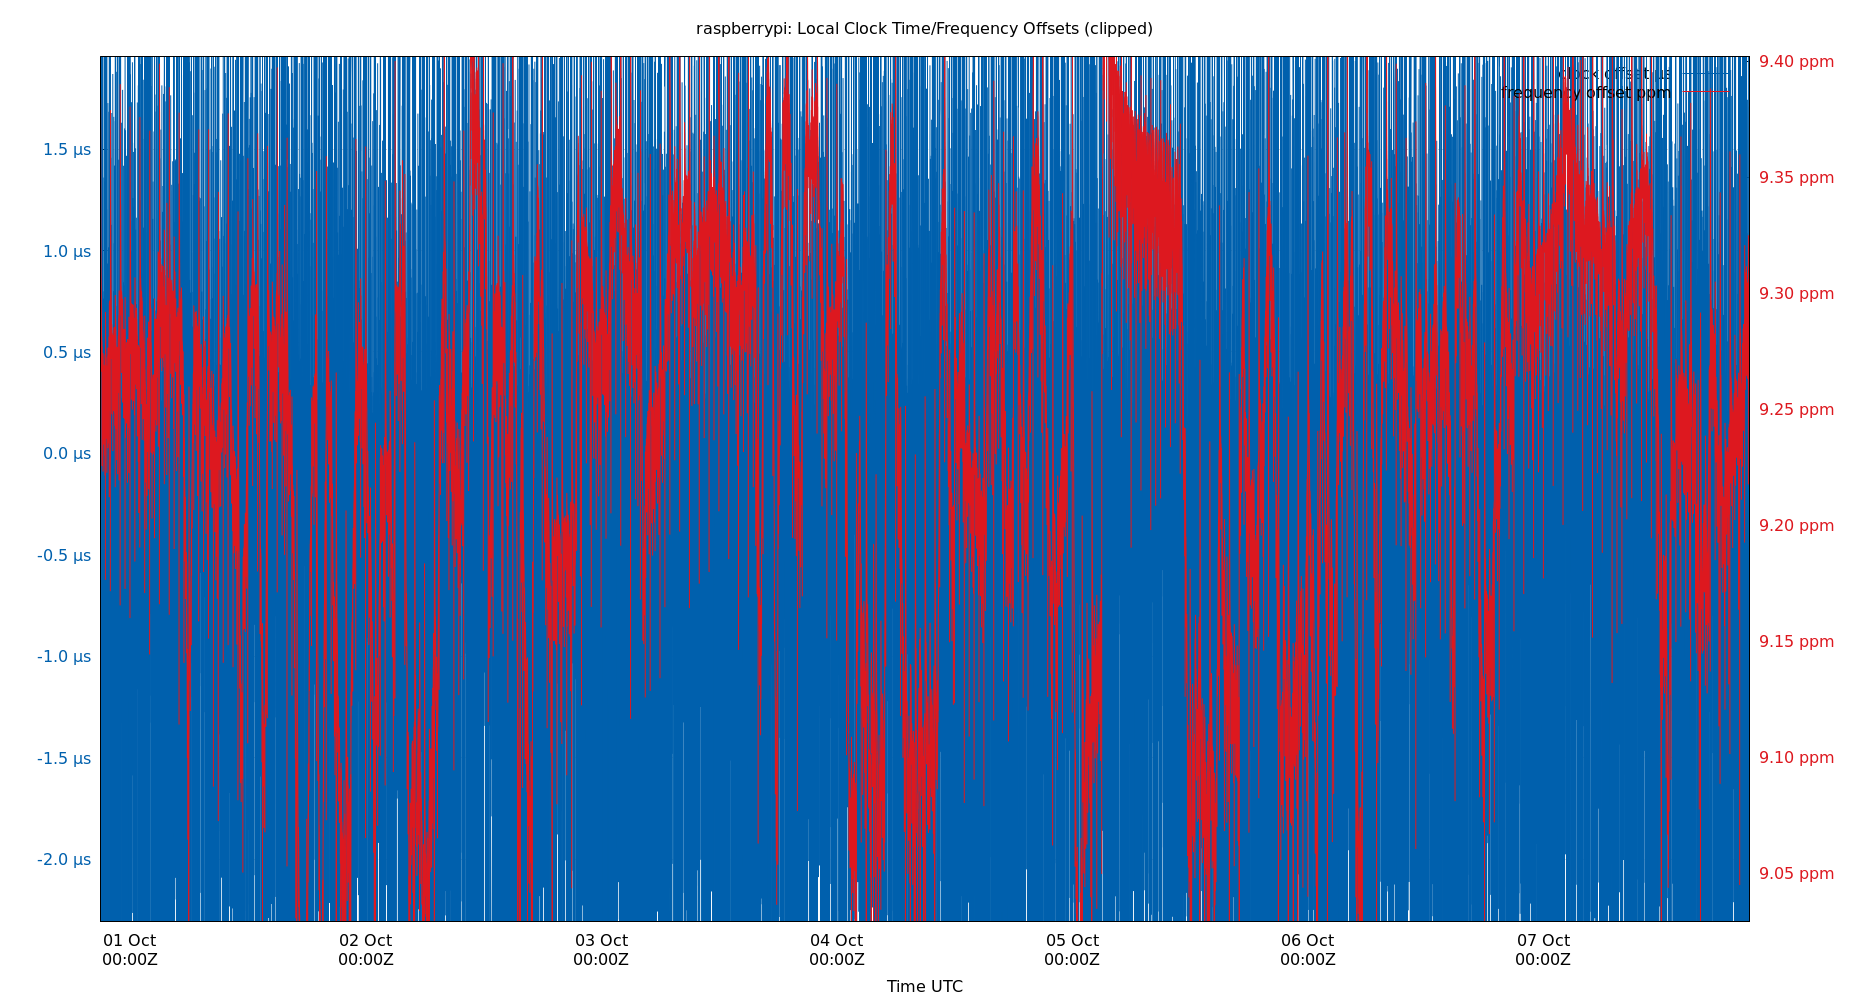 raspberrypi: Local Clock Time/Frequency Offsets (clipped)
clock offset µs
frequency offset ppm
1.5 µs
1.0 µs
0.5 µs
0.0 µs
-0.5 µs
-1.0 µs
-1.5 µs
-2.0 µs
9.40 ppm
9.35 ppm
9.30 ppm
9.25 ppm
9.20 ppm
9.15 ppm
9.10 ppm
9.05 ppm
01 Oct 02 Oct 03 Oct 04 Oct 05 Oct 06 Oct 07 Oct
00:00Z 00:00Z 00:00Z 00:00Z 00:00Z 00:00Z 00:00Z
Time UTC